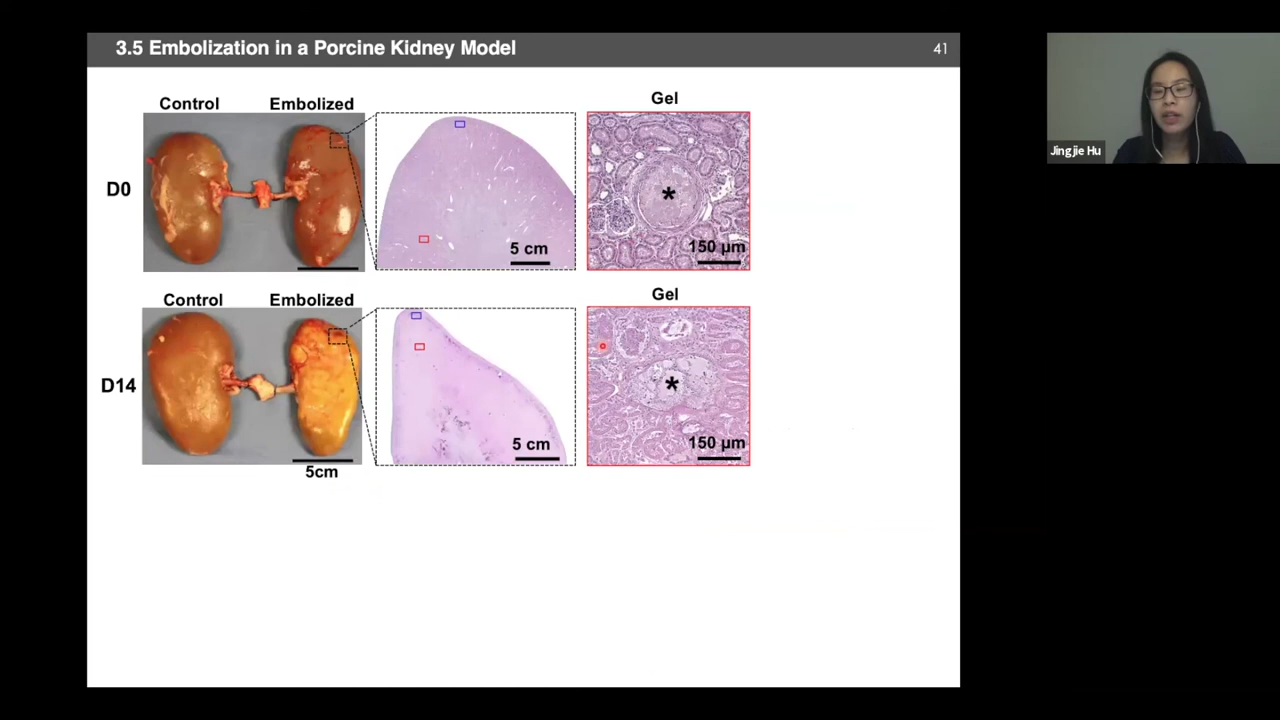 3.5 Embolization in a Porcine Kidney Model
41
Control
Embolized
Gel
D0
*
5 cm
150 µm
Control
Embolized
Gel
D14
*
5 cm
150 µm
5cm
Jingjie Hu